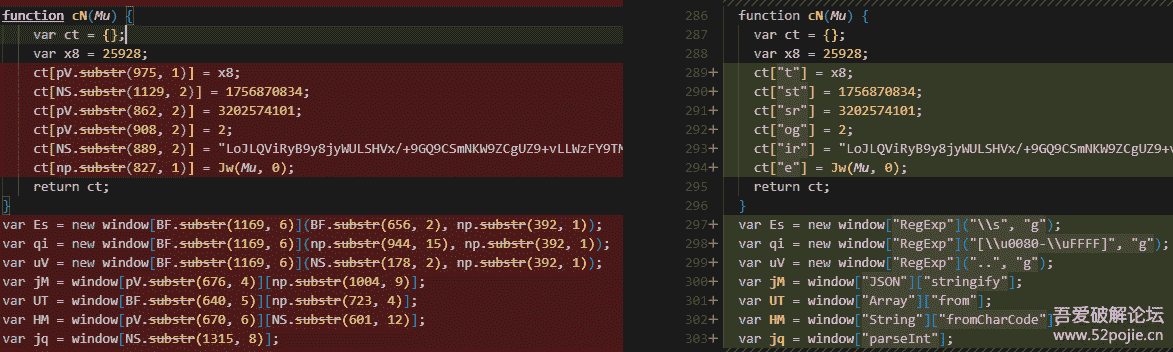 function cN(Mu) {
var ct = {};
var x8 = 25928;
ct[pV.substr(975, 1)] = x8;
ct[NS.substr(1129, 2)] = 1756870834;
ct[pV.substr(862, 2)] = 3202574101;
ct[pV.substr(908, 2)] = 2;
ct[NS.substr(889, 2)] = "LoJLQViRyB9y8jyWULSHVx/+9GQ9CSmNKW9ZCgUZ9+vLLWzFY9TM
ct[np.substr(827, 1)] = Jw(Mu, 0);
return ct;
}
var Es = new window[BF.substr(1169, 6)](BF.substr(656, 2), np.substr(392, 1));
var qi = new window[BF.substr(1169, 6)](np.substr(944, 15), np.substr(392, 1));
var uV = new window[BF.substr(1169, 6)](NS.substr(178, 2), np.substr(392, 1));
var jM = window[pV.substr(676, 4)][np.substr(1004, 9)];
var UT = window[BF.substr(640, 5)][np.substr(723, 4)];
var HM = window[pV.substr(670, 6)][NS.substr(601, 12)];
var jq = window[NS.substr(1315, 8)];
286 function cN(Mu) {
287 var ct = {};
288 var x8 = 25928;
289+ ct["t"] = x8;
290+ ct["st"] = 1756870834;
291+ ct["sr"] = 3202574101;
292+ ct["og"] = 2;
293+ ct["ir"] = "LoJLQViRyB9y8jyWULSHVx/+9GQ9CSmNKW9ZCgUZ9+v
294+ ct["e"] = Jw(Mu, 0);
295 return ct;
296 }
297+ var Es = new window["RegExp"]("\\s", "g");
298+ var qi = new window["RegExp"]("[\\u0080-\\uFFFF]", "g");
299+ var uV = new window["RegExp"]("..", "g");
300+ var jM = window["JSON"]["stringify"];
301+ var UT = window["Array"]["from"];
302+ var HM = window["String"]["fromCharCode"];
303+ var jq = window["parseInt"];
吾爱破解论坛
www.52pojie.cn